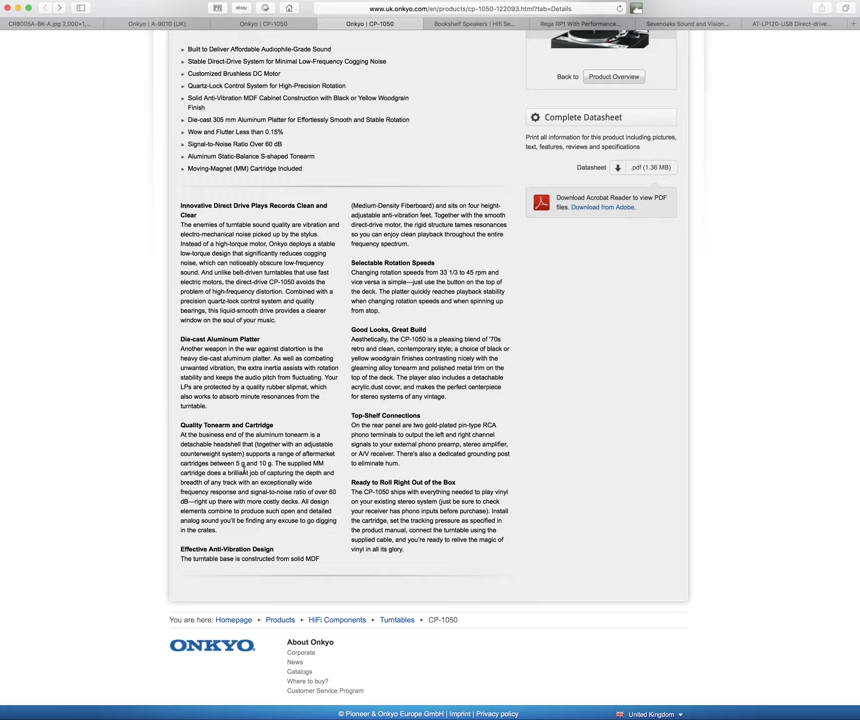 www.uk.onkyo.com/en/products/cp-1050-122093.html?tab=Details
ebay
CR8005A-BK-A.jpg 2,000×1,...
Onkyo | A-9010 (UK)
Onkyo | CP-1050
Onkyo | CP-1050
Bookshelf Speakers | Hifi Se...
Rega RP1 With Performance...
Sevenoaks Sound and Vision...
AT-LP120-USB Direct-drive...
Built to Deliver Affordable Audiophile-Grade Sound
Stable Direct-Drive System for Minimal Low-Frequency Cogging Noise
Customized Brushless DC Motor
Quartz-Lock Control System for High-Precision Rotation
Solid Anti-Vibration MDF Cabinet Construction with Black or Yellow Woodgrain
Finish
Die-cast 305 mm Aluminum Platter for Effortlessly Smooth and Stable Rotation
Wow and Flutter Less than 0.15%
Signal-to-Noise Ratio Over 60 dB
Aluminum Static-Balance S-shaped Tonearm
Moving-Magnet (MM) Cartridge Included
Innovative Direct Drive Plays Records Clean and
Clear
The enemies of turntable sound quality are vibration and
electro-mechanical noise picked up by the stylus.
Instead of a high-torque motor, Onkyo deploys a stable
low-torque design that significantly reduces cogging
noise, which can noticeably obscure low-frequency
sound. And unlike belt-driven turntables that use fast
electric motors, the direct-drive CP-1050 avoids the
problem of high-frequency distortion. Combined with a
precision quartz-lock control system and quality
bearings, this liquid-smooth drive provides a clearer
window on the soul of your music.
Die-cast Aluminum Platter
Another weapon in the war against distortion is the
heavy die-cast aluminum platter. As well as combating
unwanted vibration, the extra inertia assists with rotation
stability and keeps the audio pitch from fluctuating. Your
LPs are protected by a quality rubber slipmat, which
also works to absorb minute resonances from the
turntable.
Quality Tonearm and Cartridge
At the business end of the aluminum tonearm is a
detachable headshell that (together with an adjustable
counterweight system) supports a range of aftermarket
cartridges between 5 g and 10 g. The supplied MM
cartridge does a brilliant job of capturing the depth and
breadth of any track with an exceptionally wide
frequency response and signal-to-noise ratio of over 60
dB—right up there with more costly decks. All design
elements combine to produce such open and detailed
analog sound you'll be finding any excuse to go digging
in the crates.
Effective Anti-Vibration Design
The turntable base is constructed from solid MDF
(Medium-Density Fiberboard) and sits on four height-
adjustable anti-vibration feet. Together with the smooth
direct-drive motor, the rigid structure tames resonances
so you can enjoy clean playback throughout the entire
frequency spectrum.
Selectable Rotation Speeds
Changing rotation speeds from 33 1/3 to 45 rpm and
vice versa is simple—just use the button on the top of
the deck. The platter quickly reaches playback stability
when changing rotation speeds and when spinning up
from stop.
Good Looks, Great Build
Aesthetically, the CP-1050 is a pleasing blend of '70s
retro and clean, contemporary style; a choice of black or
yellow woodgrain finishes contrasting nicely with the
gleaming alloy tonearm and polished metal trim on the
top of the deck. The player also includes a detachable
acrylic dust cover, and makes the perfect centerpiece
for stereo systems of any vintage.
Top-Shelf Connections
On the rear panel are two gold-plated pin-type RCA
phono terminals to output the left and right channel
signals to your external phono preamp, stereo amplifier,
or A/V receiver. There's also a dedicated grounding post
to eliminate hum.
Ready to Roll Right Out of the Box
The CP-1050 ships with everything needed to play vinyl
on your existing stereo system (just be sure to check
your receiver has phono inputs before purchase). Install
the cartridge, set the tracking pressure as specified in
the product manual, connect the turntable using the
supplied cable, and you're ready to relive the magic of
vinyl in all its glory.
Back to Product Overview
Complete Datasheet
Print all information for this product including pictures,
text, features, reviews and specifications
Datasheet .pdf (1.36 MB)
Download Acrobat Reader to view PDF
files. Download from Adobe.
You are here: Homepage Products HiFi Components Turntables CP-1050
ONKYO
About Onkyo
Corporate
News
Catalogs
Where to buy?
Customer Service Program
© Pioneer & Onkyo Europe GmbH | Imprint | Privacy policy
United Kingdom